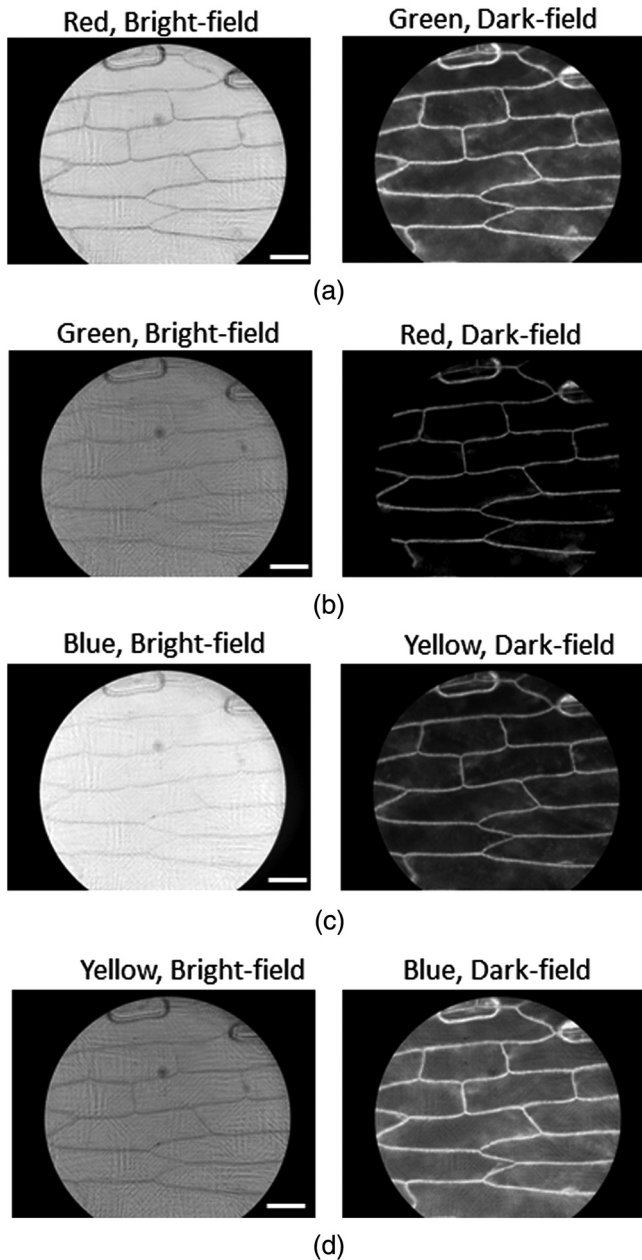 Red, Bright-field
Green, Dark-field
(a)
Green, Bright-field
Red, Dark-field
(b)
Blue, Bright-field
Yellow, Dark-field
(c)
Yellow, Bright-field
Blue, Dark-field
(d)